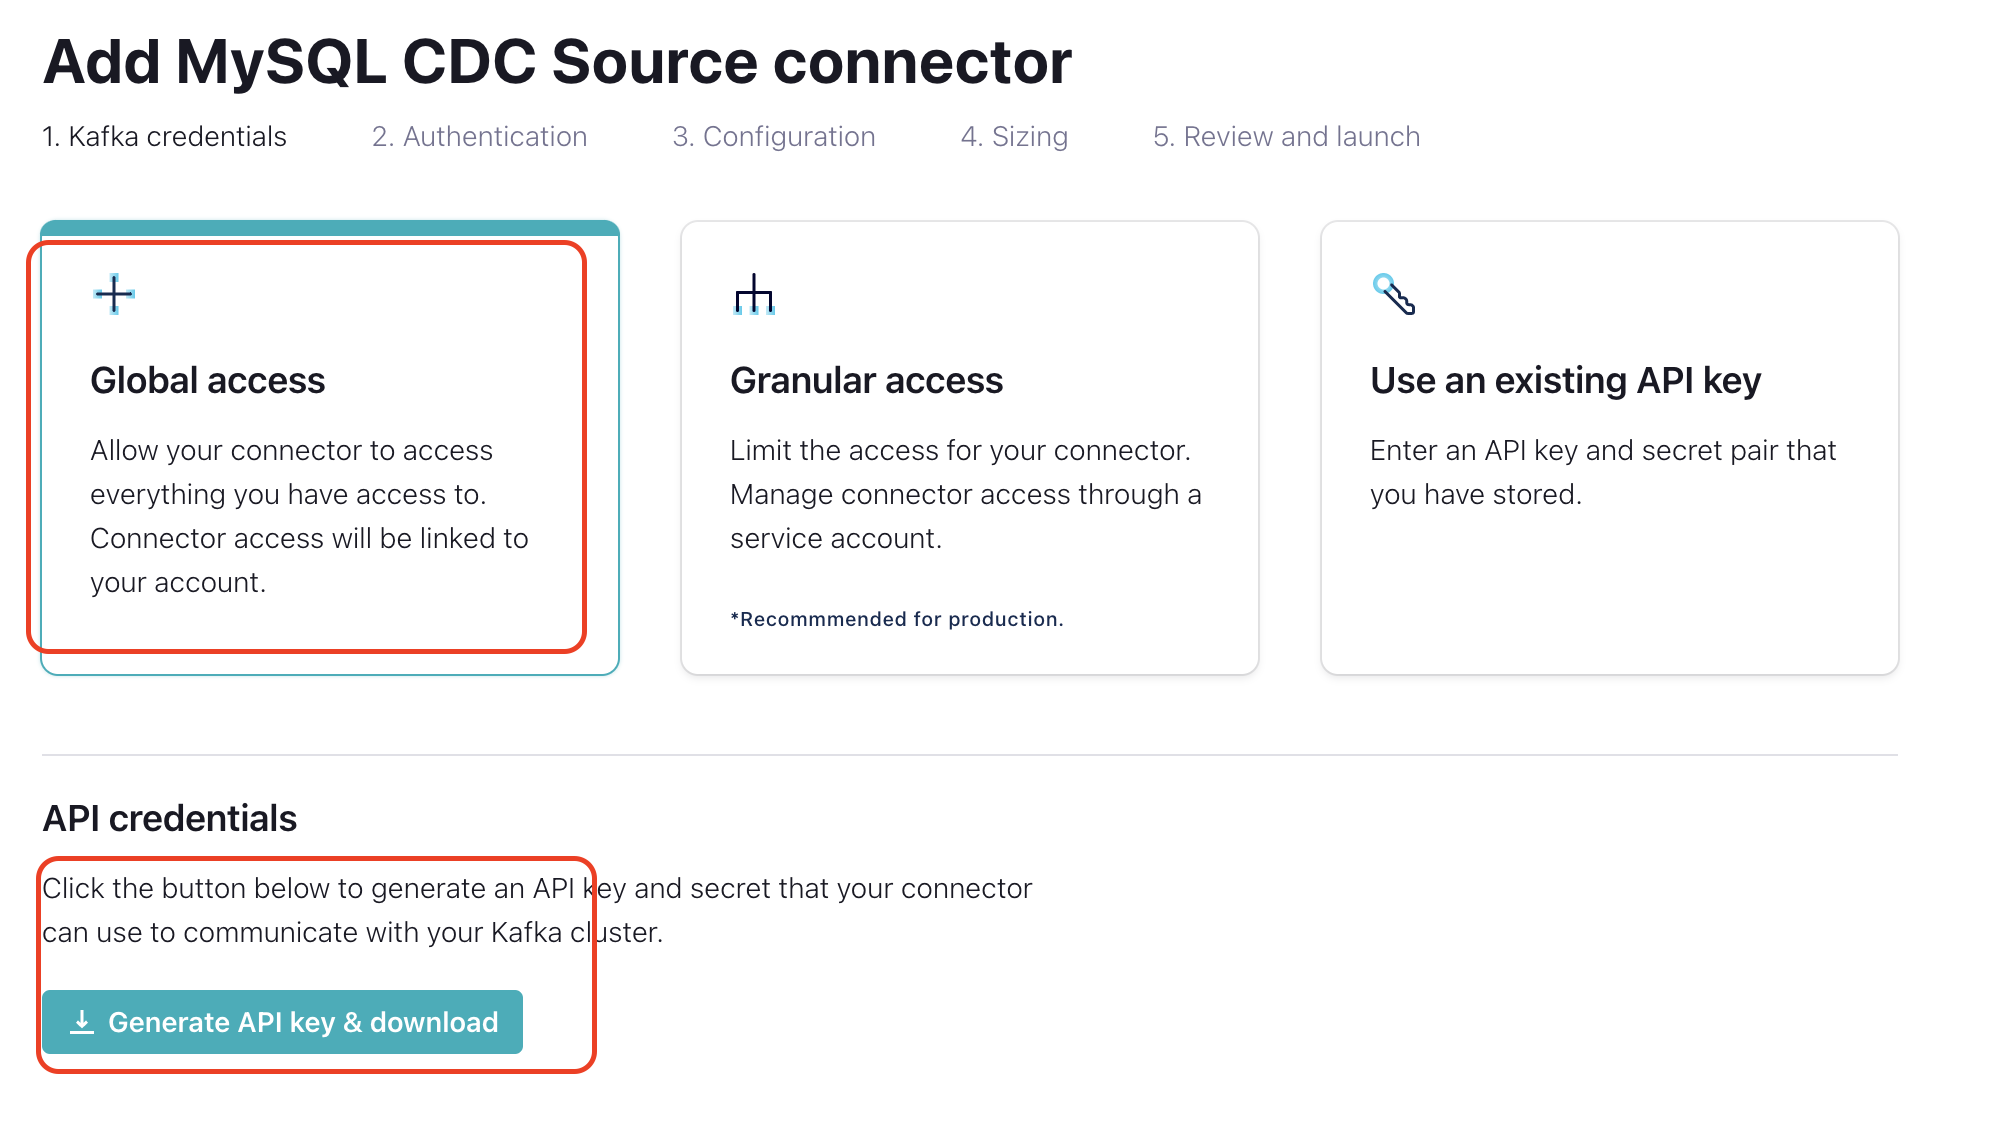 Add MySQL CDC Source connector
1. Kafka credentials
2. Authentication
3. Configuration
4. Sizing
5. Review and launch
Global access
Allow your connector to access
everything you have access to.
Connector access will be linked to
your account.
Granular access
Limit the access for your connector.
Manage connector access through a
service account.
*Recommmended for production.
Use an existing API key
Enter an API key and secret pair that
you have stored.
API credentials
Click the button below to generate an API key and secret that your connector
can use to communicate with your Kafka cluster.
Generate API key & download